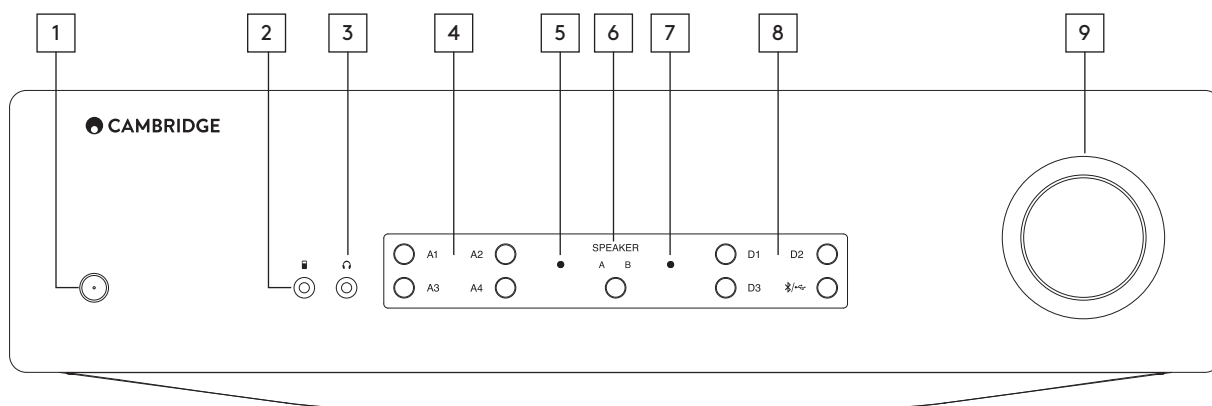 1 2 3 4 5 6 7 8 9
CAMBRIDGE
SPEAKER
A1 A2 A B D1 D2
A3 A4 D3 /